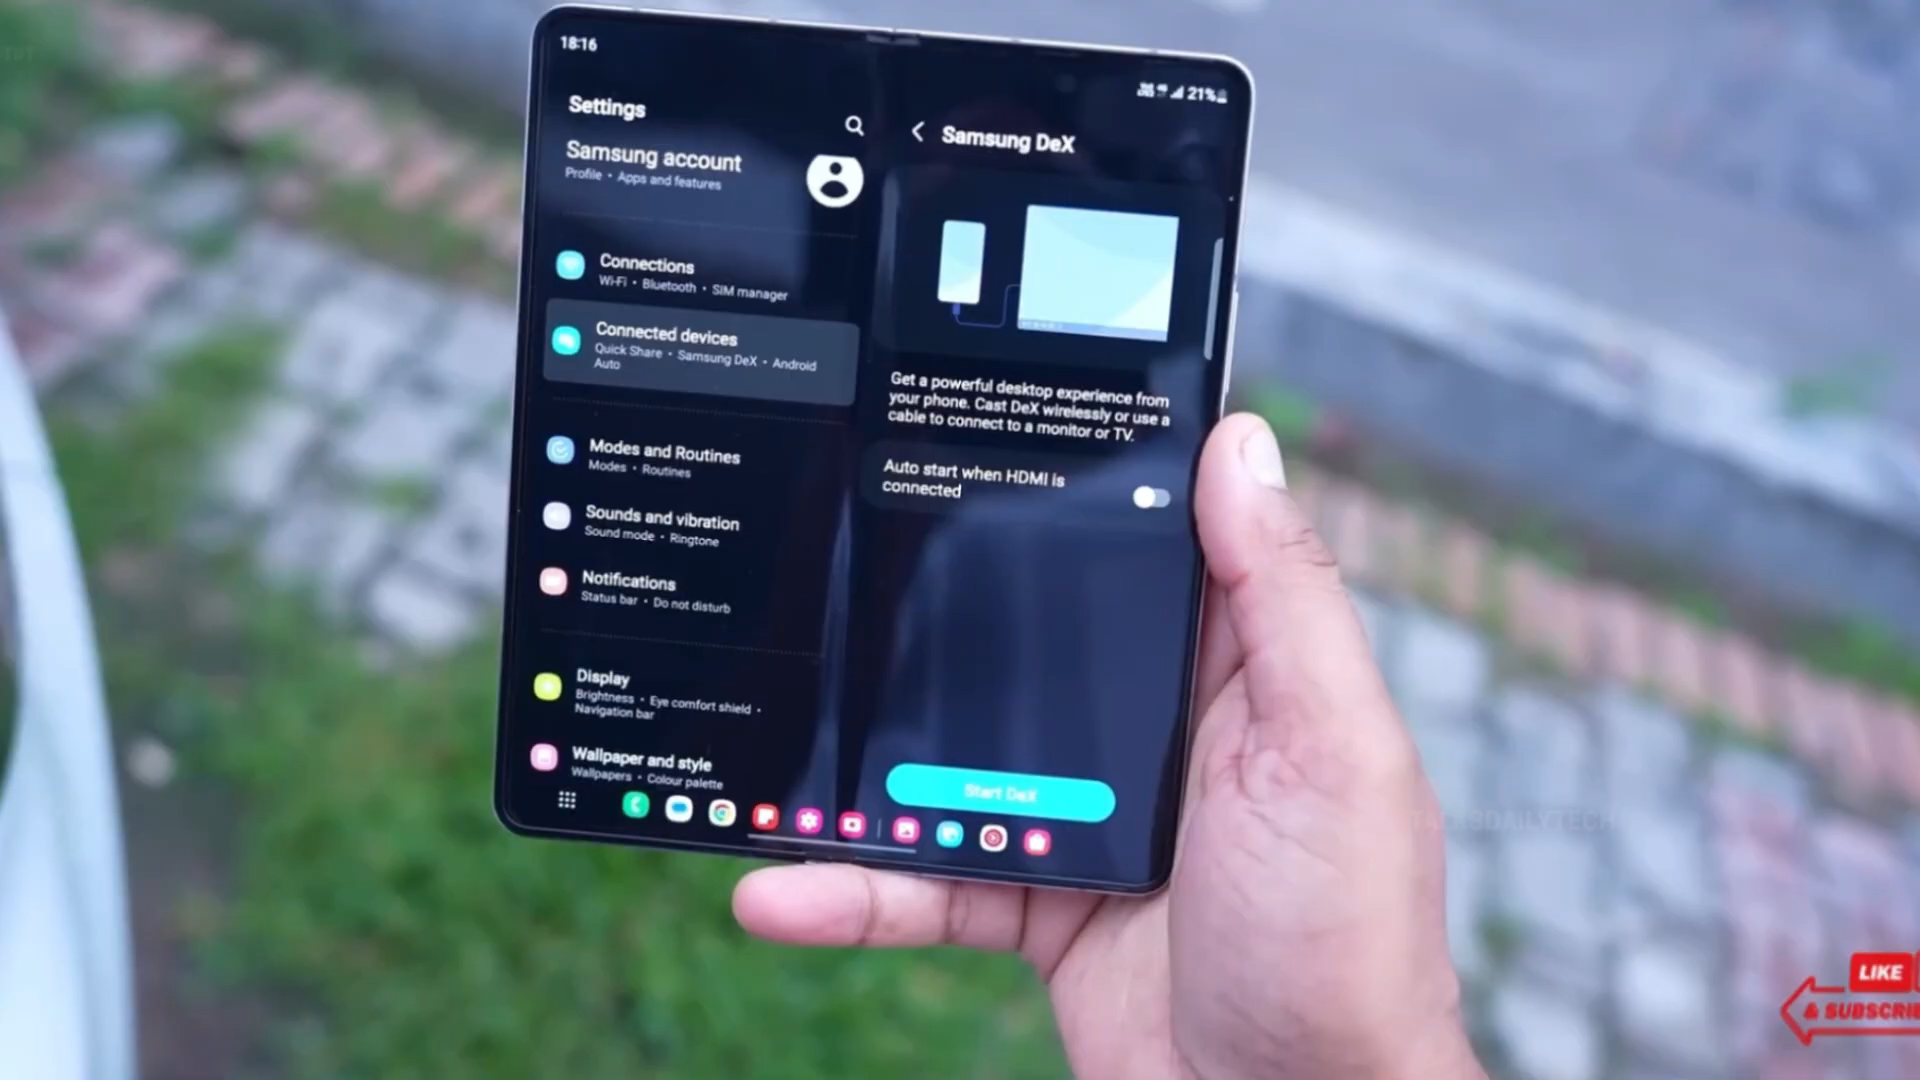 18:16
Settings
Samsung account
Profile • Apps and features
Connections
Wi-Fi • Bluetooth • SIM manager
Connected devices
Quick Share • Samsung DeX • Android
Auto
Modes and Routines
Modes • Routines
Sounds and vibration
Sound mode • Ringtone
Notifications
Status bar • Do not disturb
Display
Brightness • Eye comfort shield •
Navigation bar
Wallpaper and style
Wallpapers • Colour palette
21%
Samsung DeX
Get a powerful desktop experience from
your phone. Cast DeX wirelessly or use a
cable to connect to a monitor or TV.
Auto start when HDMI is
connected
Start DeX
LIKE
& SUBSCRIBE